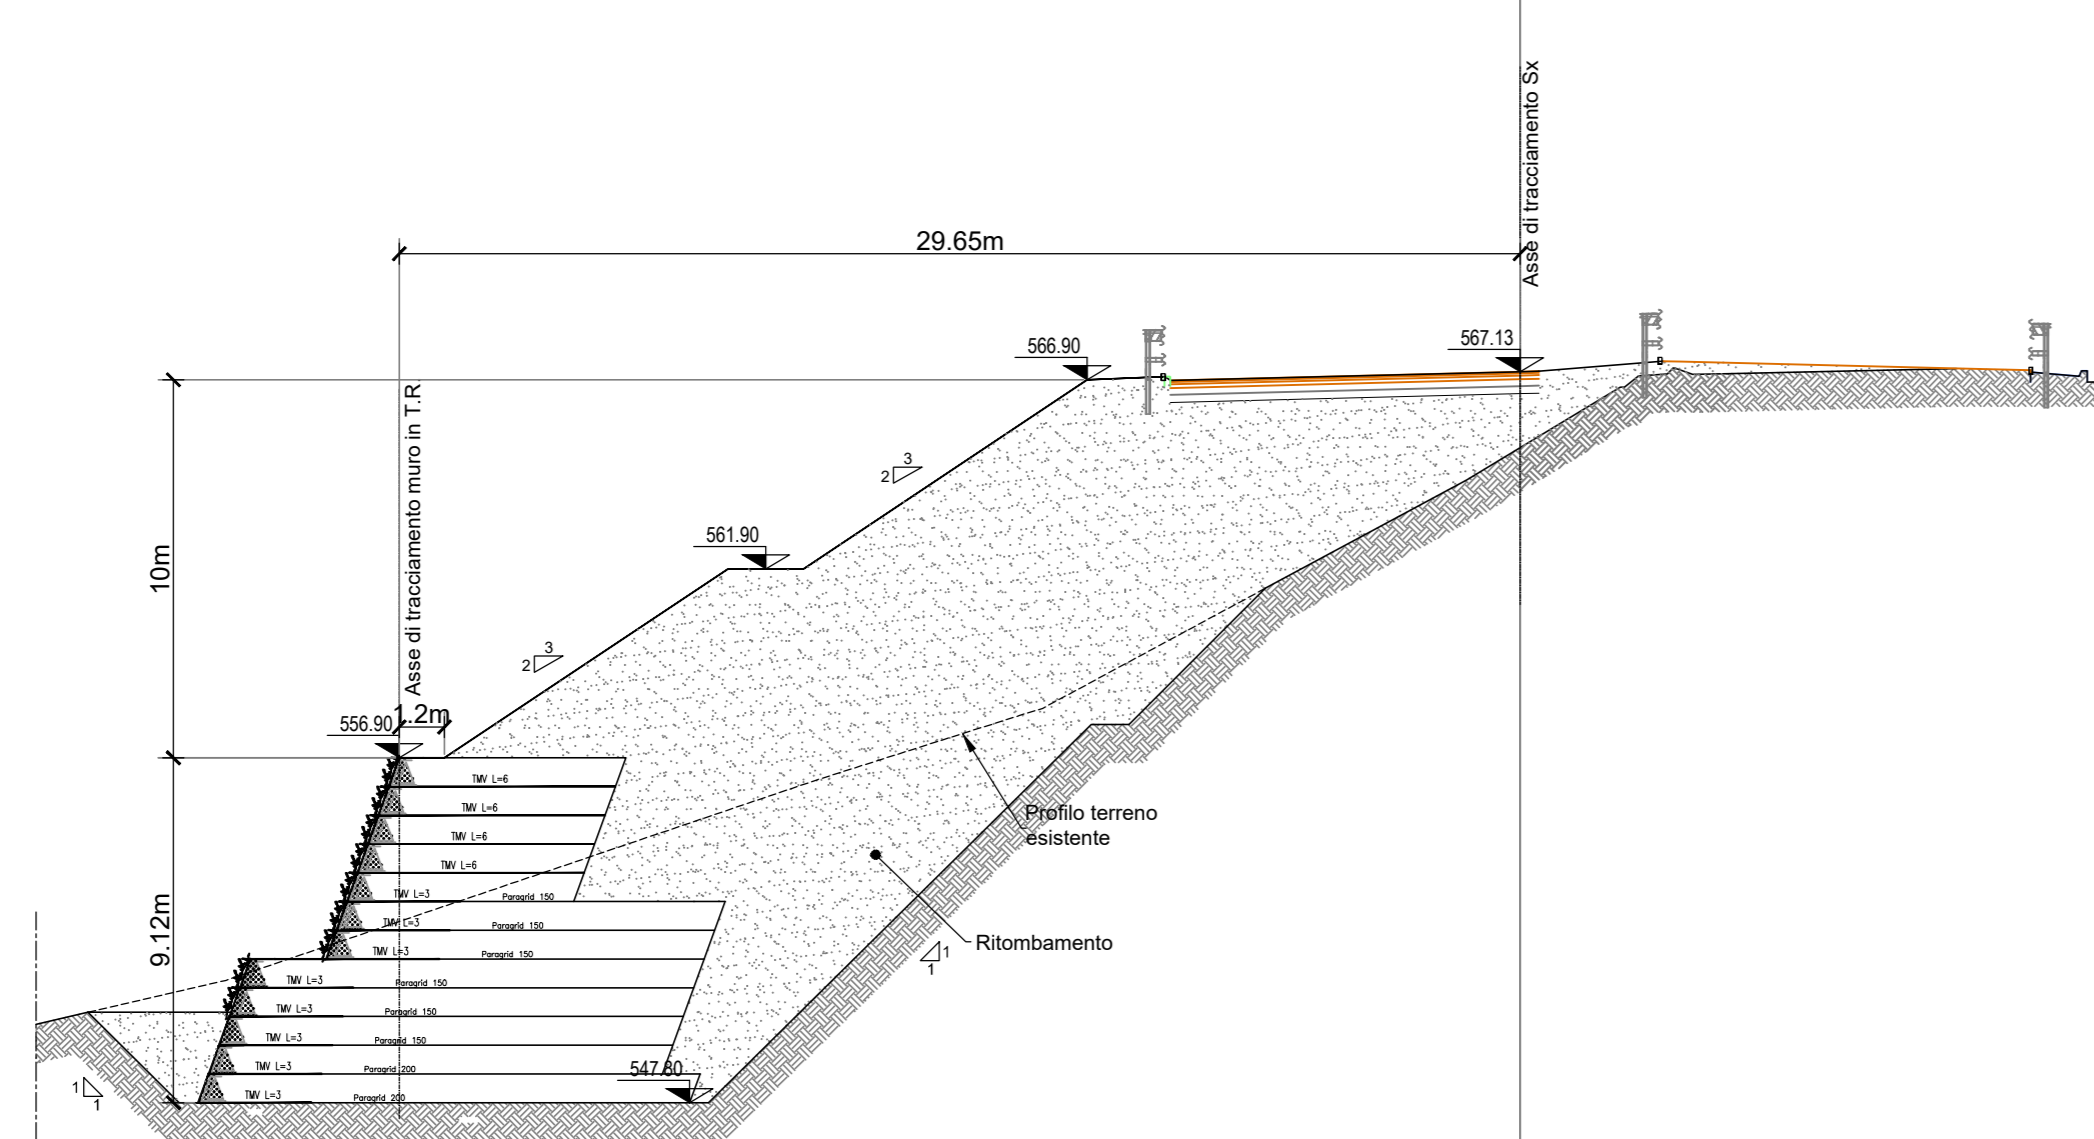 Asse di tracciamento Sx
29.65m
567.13
566.90
Asse di tracciamento muro in T.R
3
2
561.90
10m
3
2
1.2m
556.90
TMV L=6
TMV L=6
TMV L=6
TMV L=6
TMV L=3
Paragrid 150
TMV L=3
Paragrid 150
TMV L=3
Paragrid 150
TMV L=3
Paragrid 150
TMV L=3
Paragrid 150
TMV L=3
Paragrid 150
TMV L=3
Paragrid 200
TMV L=3
Paragrid 200
Profilo terreno
esistente
Ritombamento
9.12m
1
1
547.80
1
1